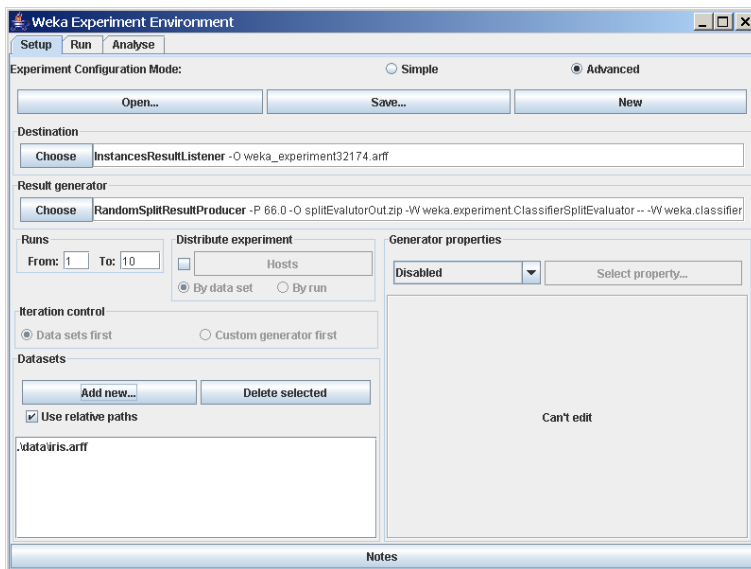 Weka Experiment Environment
Setup Run Analyse
Experiment Configuration Mode: Simple Advanced
Open... Save... New
Destination
Choose InstancesResultListener -O weka_experiment32174.arff
Result generator
Choose RandomSplitResultProducer -P 66.0 -O splitEvalutorOut.zip -W weka.experiment.ClassifierSplitEvaluator -- -W weka.classifier
Runs
From: 1 To: 10
Distribute experiment
Hosts
By data set By run
Generator properties
Disabled Select property...
Iteration control
Data sets first Custom generator first
Datasets
Add new... Delete selected
Use relative paths
.\data\iris.arff
Can't edit
Notes